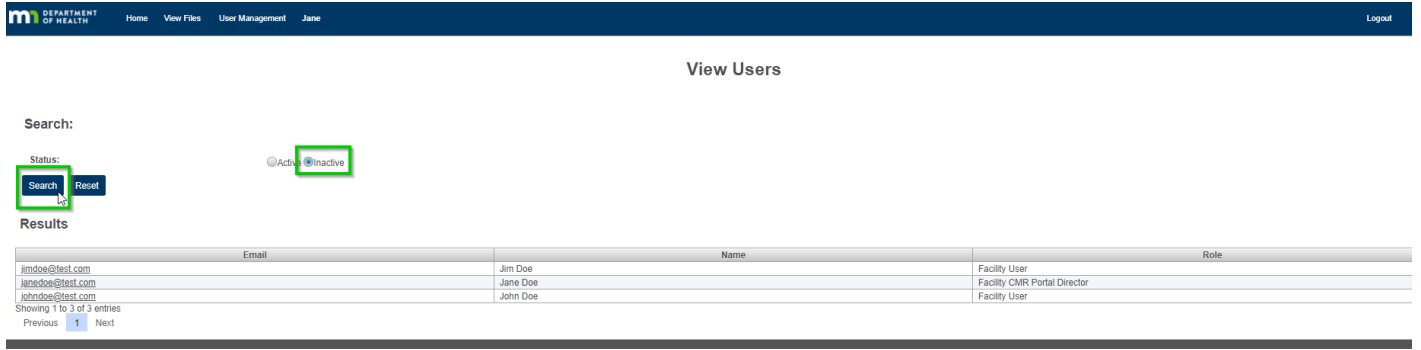 DEPARTMENT
OF HEALTH
Home View Files User Management Jane Logout
View Users
Search:
Status: Active Inactive
Search Reset
Results
Email Name Role
jimdoe@test.com Jim Doe Facility User
janedoe@test.com Jane Doe Facility CMR Portal Director
johndoe@test.com John Doe Facility User
Showing 1 to 3 of 3 entries
Previous 1 Next